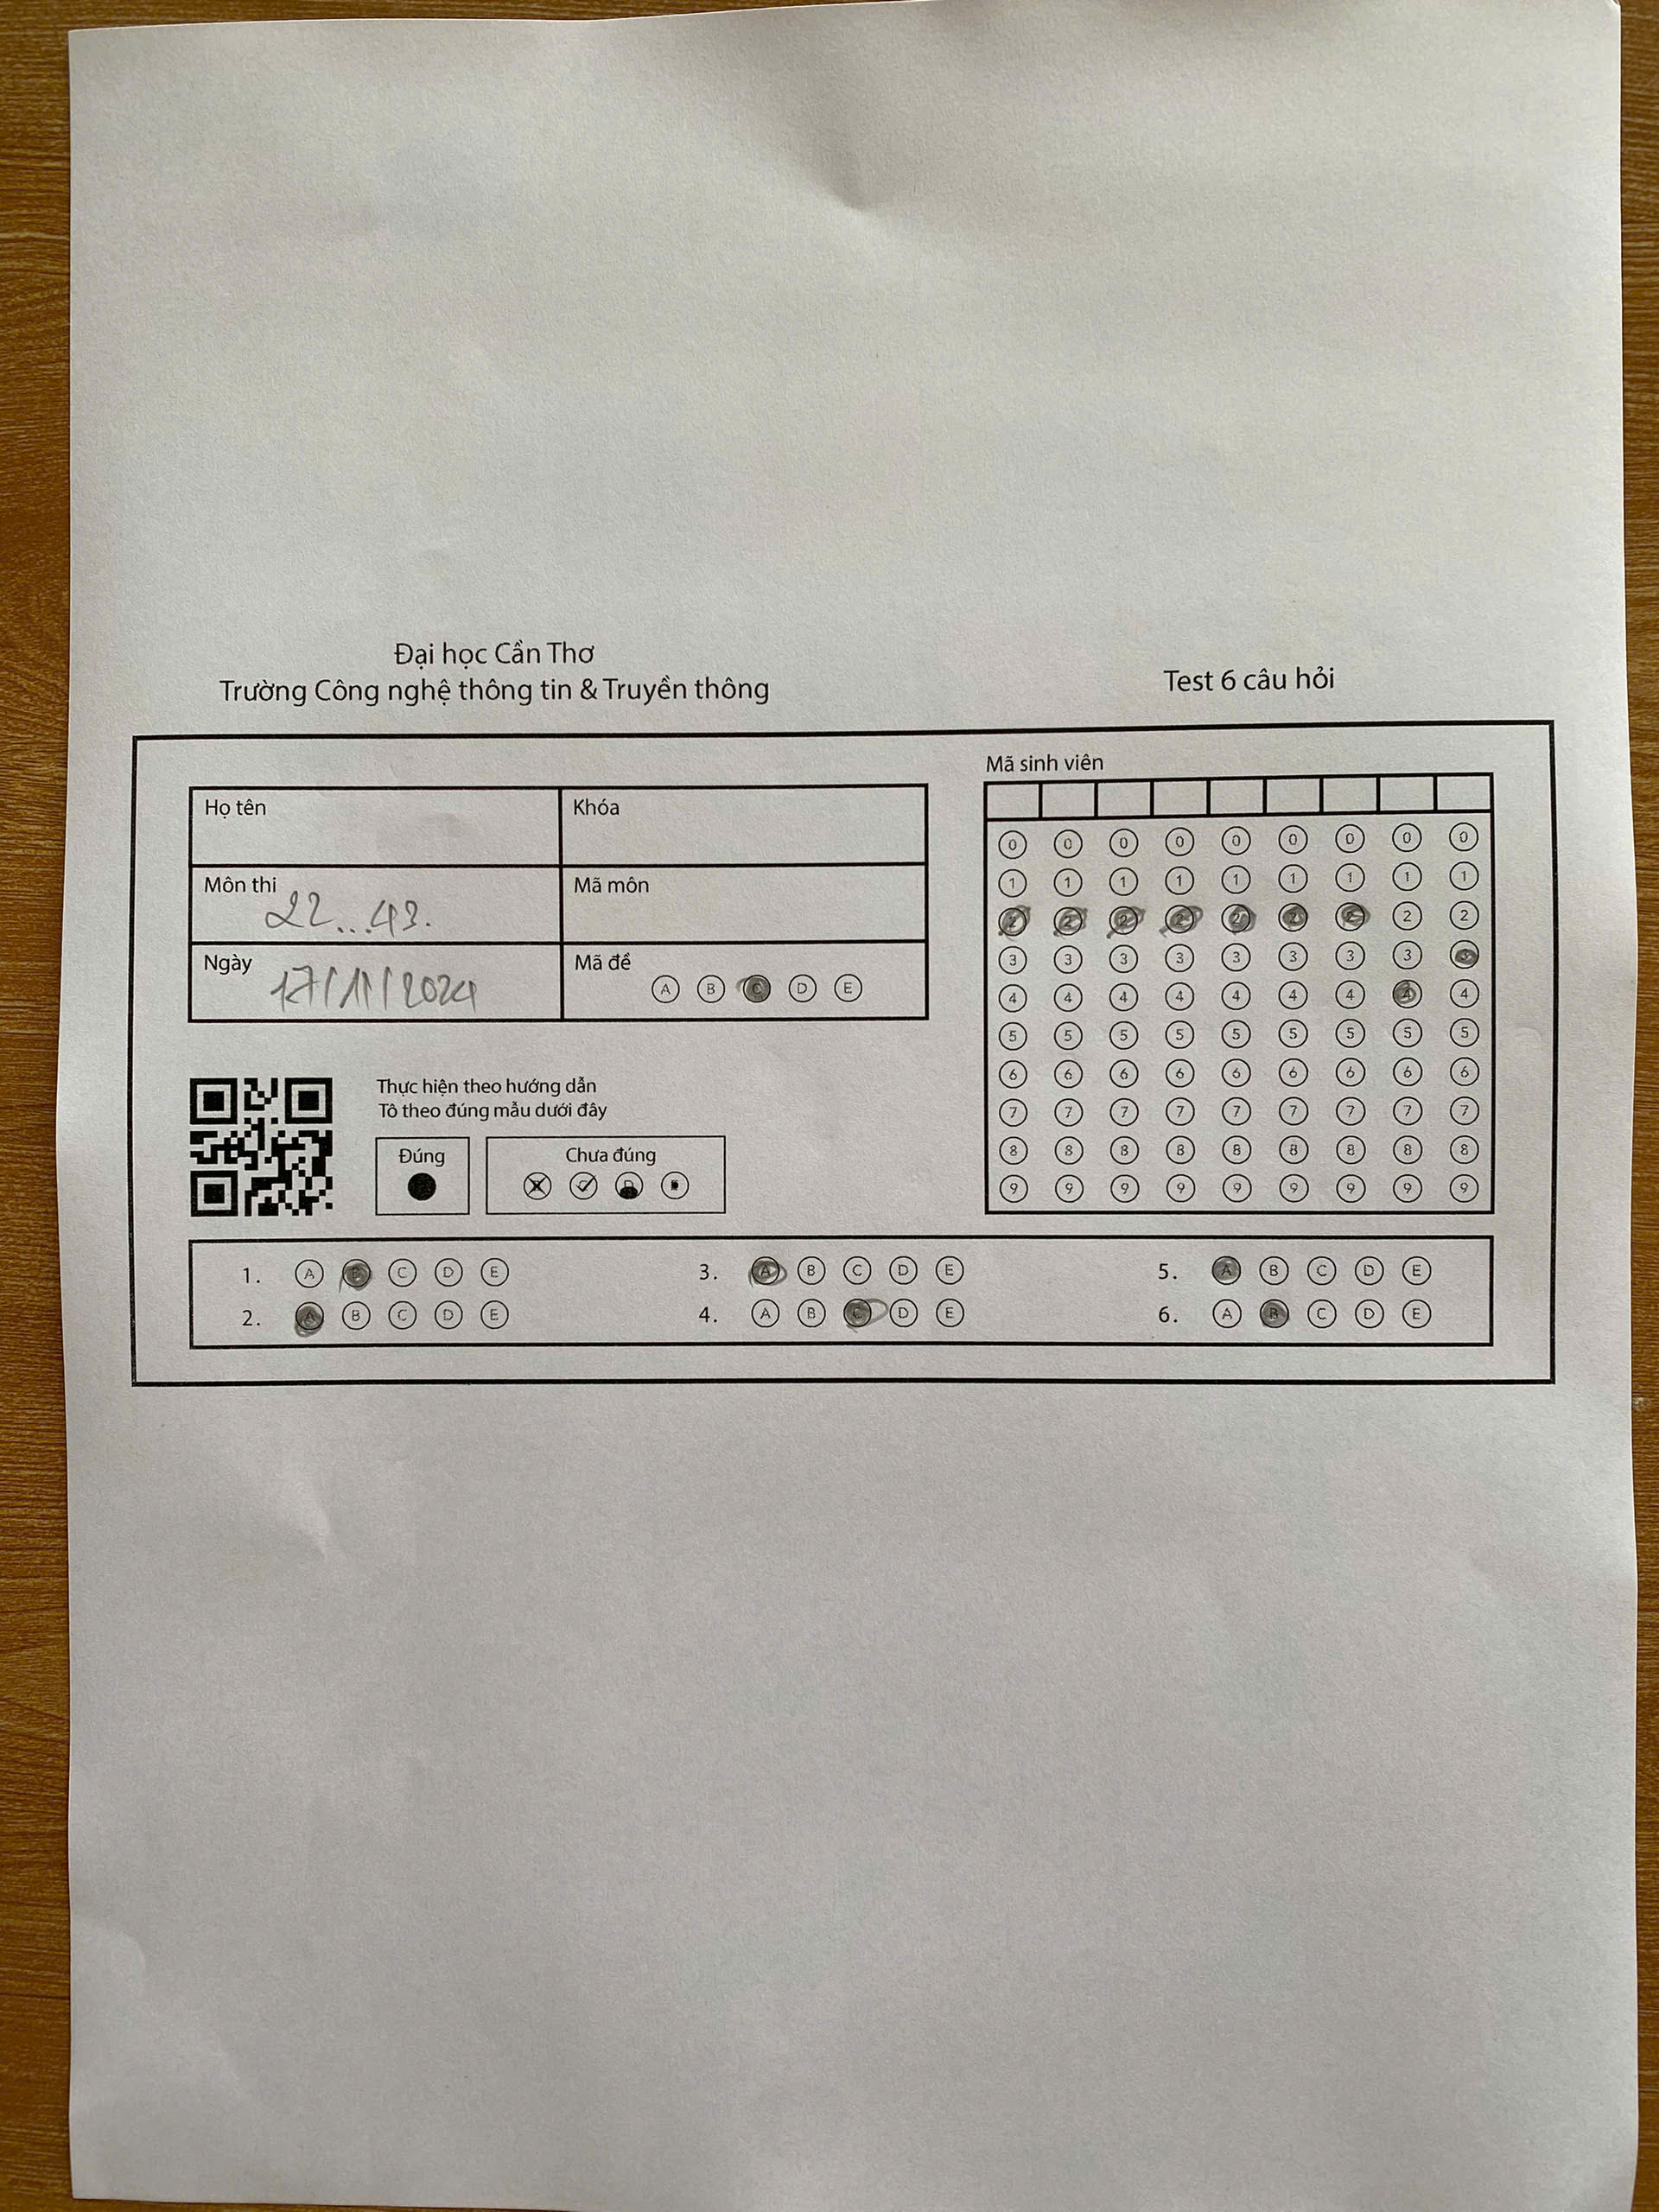 Đại học Cần Thơ
Trường Công nghệ thông tin & Truyền thông
Test 6 câu hỏi
Họ tên
Khóa
Môn thi
22...43.
Mã môn
Ngày
17/11/2024
Mã đề
A B C D E
Mã sinh viên
0 0 0 0 0 0 0 0 0
1 1 1 1 1 1 1 1 1
2 2 2 2 2 2 2 2 2
3 3 3 3 3 3 3 3 3
4 4 4 4 4 4 4 4 4
5 5 5 5 5 5 5 5 5
6 6 6 6 6 6 6 6 6
7 7 7 7 7 7 7 7 7
8 8 8 8 8 8 8 8 8
9 9 9 9 9 9 9 9 9
Thực hiện theo hướng dẫn
Tô theo đúng mẫu dưới đây
Đúng
Chưa đúng
1. A B C D E
2. A B C D E
3. A B C D E
4. A B C D E
5. A B C D E
6. A B C D E